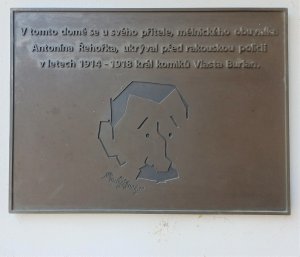 V tomto domě se u svého přítele, mělnického obuvníka
Antonína Řehořka, ukrýval před rakouskou policií
v letech 1914 - 1918 král komiků Vlasta Burian.